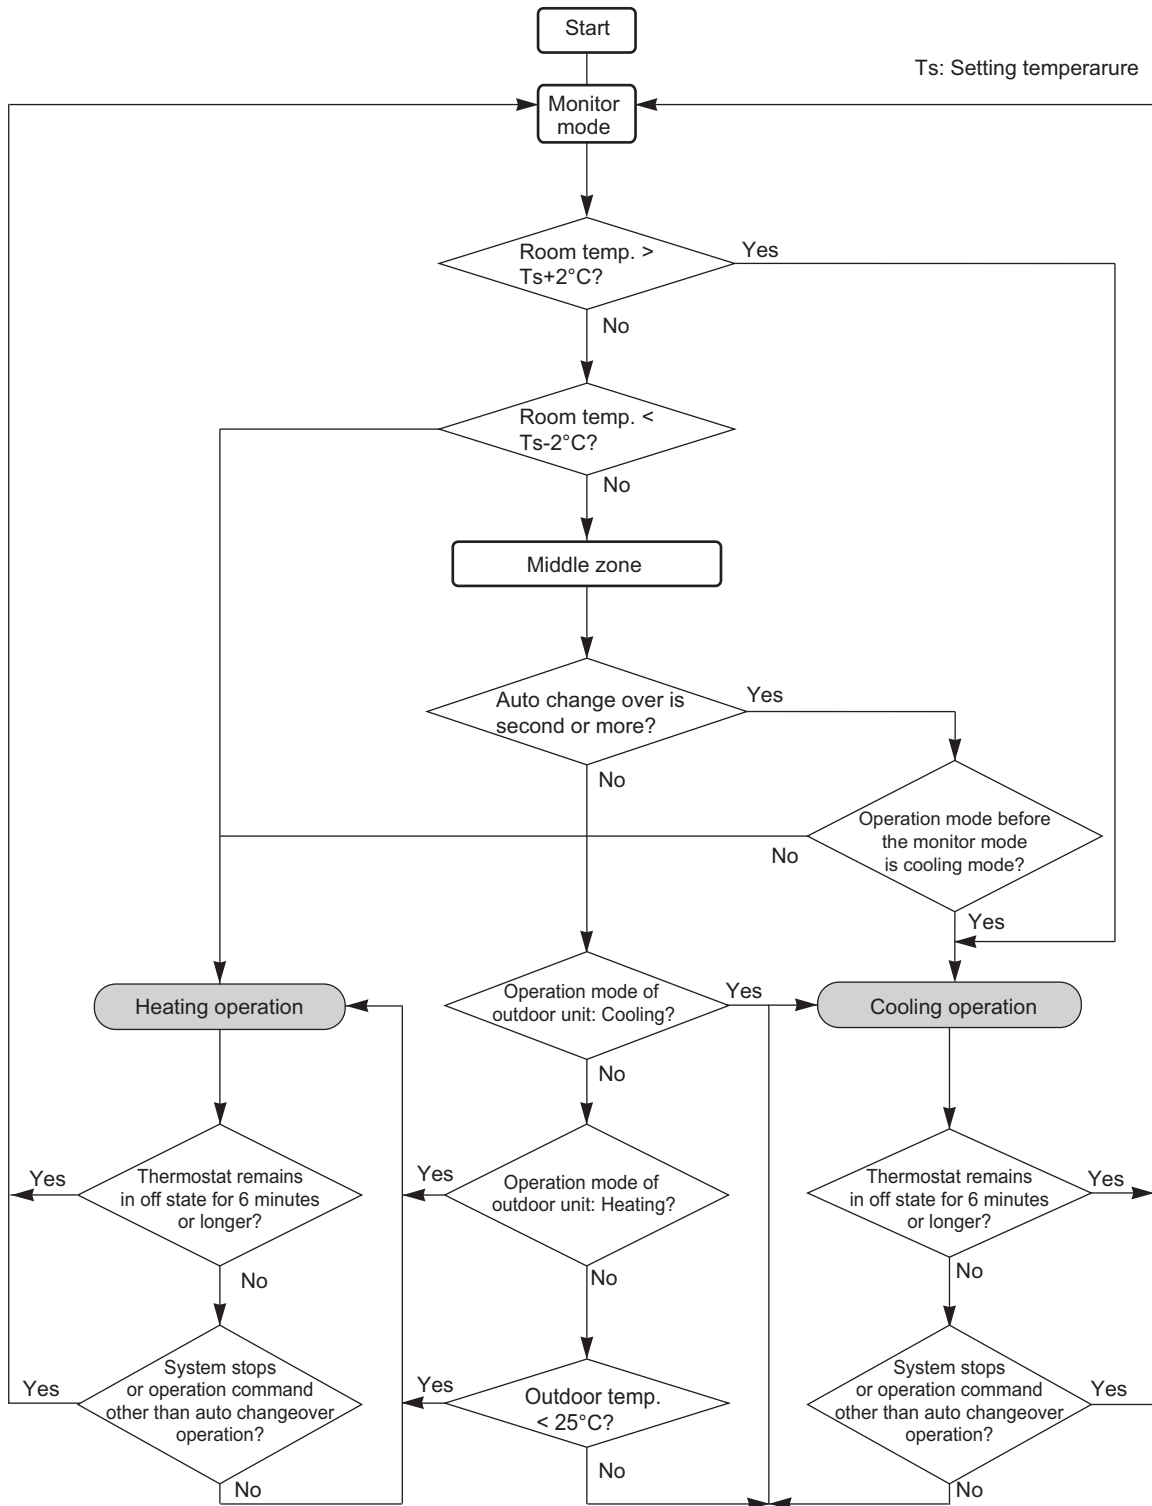 Start
Ts: Setting temperarure
Monitor
mode
Room temp. >
Ts+2°C?
Yes
No
Room temp. <
Ts-2°C?
No
Middle zone
Auto change over is
second or more?
Yes
No
Operation mode before
the monitor mode
is cooling mode?
No
Yes
Heating operation
Operation mode of
outdoor unit: Cooling?
Yes
Cooling operation
No
Yes
Thermostat remains
in off state for 6 minutes
or longer?
No
Yes
Operation mode of
outdoor unit: Heating?
No
Thermostat remains
in off state for 6 minutes
or longer?
Yes
No
Yes
System stops
or operation command
other than auto changeover
operation?
No
Yes
Outdoor temp.
< 25°C?
No
System stops
or operation command
other than auto changeover
operation?
Yes
No